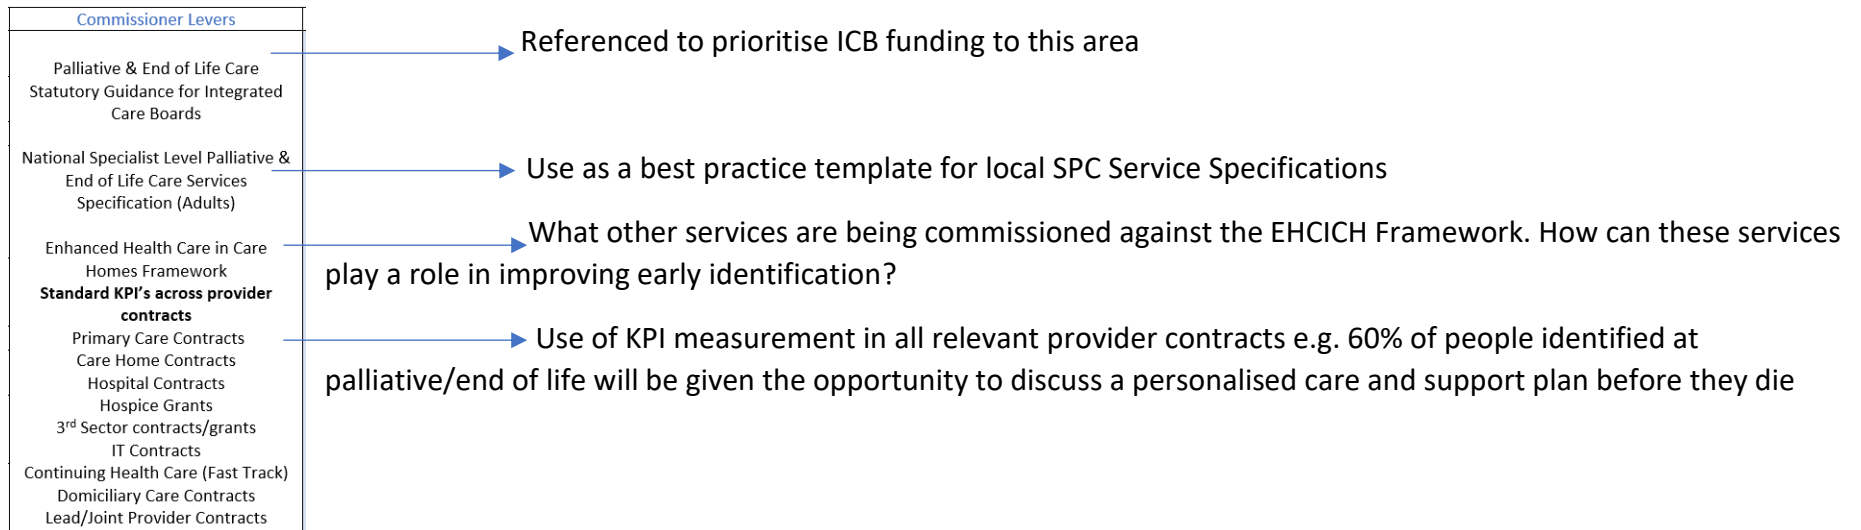 Commissioner Levers
Referenced to prioritise ICB funding to this area
Palliative & End of Life Care
Statutory Guidance for Integrated
Care Boards
National Specialist Level Palliative &
End of Life Care Services
Specification (Adults)
Use as a best practice template for local SPC Service Specifications
Enhanced Health Care in Care
Homes Framework
What other services are being commissioned against the EHCICH Framework. How can these services
play a role in improving early identification?
Standard KPI's across provider
contracts
Primary Care Contracts
Care Home Contracts
Hospital Contracts
Hospice Grants
3rd Sector contracts/grants
IT Contracts
Continuing Health Care (Fast Track)
Domiciliary Care Contracts
Lead/Joint Provider Contracts
Use of KPI measurement in all relevant provider contracts e.g. 60% of people identified at
palliative/end of life will be given the opportunity to discuss a personalised care and support plan before they die